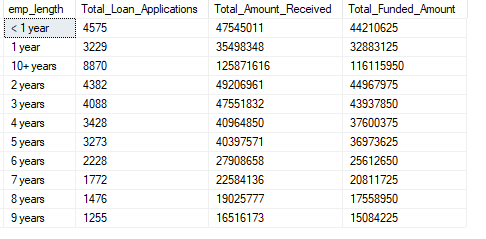 emp_length Total_Loan_Applications Total_Amount_Received Total_Funded_Amount
< 1 year 4575 47545011 44210625
1 year 3229 35498348 32883125
10+ years 8870 125871616 116115950
2 years 4382 49206961 44967975
3 years 4088 47551832 43937850
4 years 3428 40964850 37600375
5 years 3273 40397571 36973625
6 years 2228 27908658 25612650
7 years 1772 22584136 20811725
8 years 1476 19025777 17558950
9 years 1255 16516173 15084225